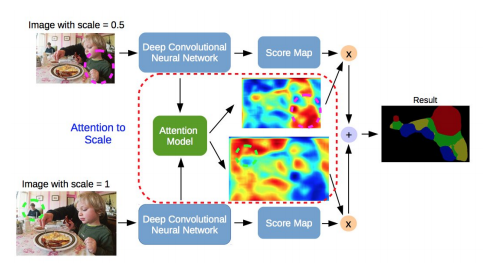 Image with scale = 0.5
Deep Convolutional
Neural Network
Score Map
x
Result
Attention to
Scale
Attention
Model
+
Image with scale = 1
Deep Convolutional
Neural Network
Score Map
x